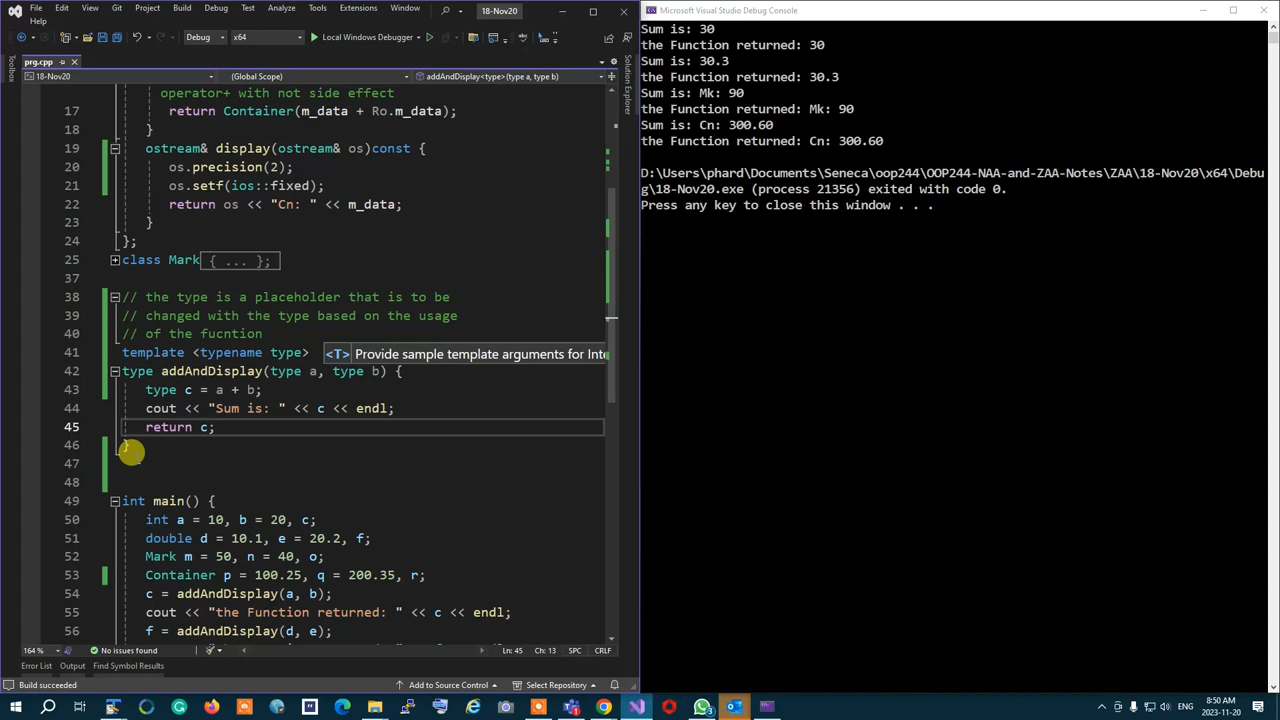 File Edit View Git Project Build Debug Test Analyze Tools Extensions Window 18-Nov20
Help
Debug x64 Local Windows Debugger
prg.cpp
18-Nov20 (Global Scope) addAndDisplay<type>(type a, type b)
Toolbox
Solution Explorer
operator+ with not side effect
17 return Container(m_data + Ro.m_data);
18 }
19 ostream& display(ostream& os)const {
20 os.precision(2);
21 os.setf(ios::fixed);
22 return os << "Cn: " << m_data;
23 }
24 };
25 class Mark { ... };
37
38 // the type is a placeholder that is to be
39 // changed with the type based on the usage
40 // of the fucntion
41 template <typename type> <T> Provide sample template arguments for Inte
42 type addAndDisplay(type a, type b) {
43 type c = a + b;
44 cout << "Sum is: " << c << endl;
45 return c;
46 }
47
48
49 int main() {
50 int a = 10, b = 20, c;
51 double d = 10.1, e = 20.2, f;
52 Mark m = 50, n = 40, o;
53 Container p = 100.25, q = 200.35, r;
54 c = addAndDisplay(a, b);
55 cout << "the Function returned: " << c << endl;
56 f = addAndDisplay(d, e);
164 % No issues found Ln: 45 Ch: 13 SPC CRLF
Error List Output Find Symbol Results
Build succeeded Add to Source Control Select Repository
Microsoft Visual Studio Debug Console
Sum is: 30
the Function returned: 30
Sum is: 30.3
the Function returned: 30.3
Sum is: Mk: 90
the Function returned: Mk: 90
Sum is: Cn: 300.60
the Function returned: Cn: 300.60
D:\Users\phard\Documents\Seneca\oop244\OOP244-NAA-and-ZAA-Notes\ZAA\18-Nov20\x64\Debu
g\18-Nov20.exe (process 21356) exited with code 0.
Press any key to close this window . . .
ENG
8:50 AM
2023-11-20